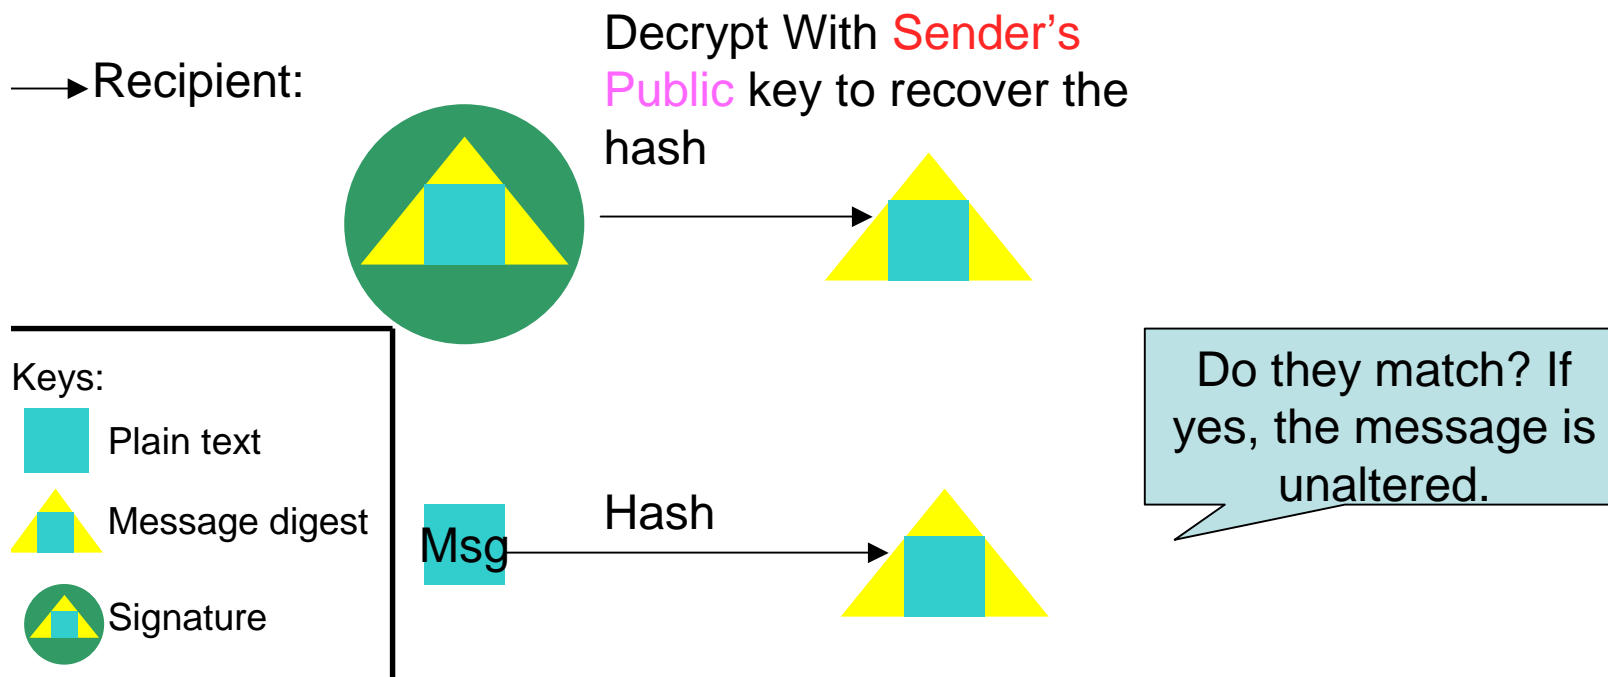 Recipient:
Decrypt With Sender's
Public key to recover the
hash
Keys:
Plain text
Message digest
Signature
Msg
Hash
Do they match? If
yes, the message is
unaltered.